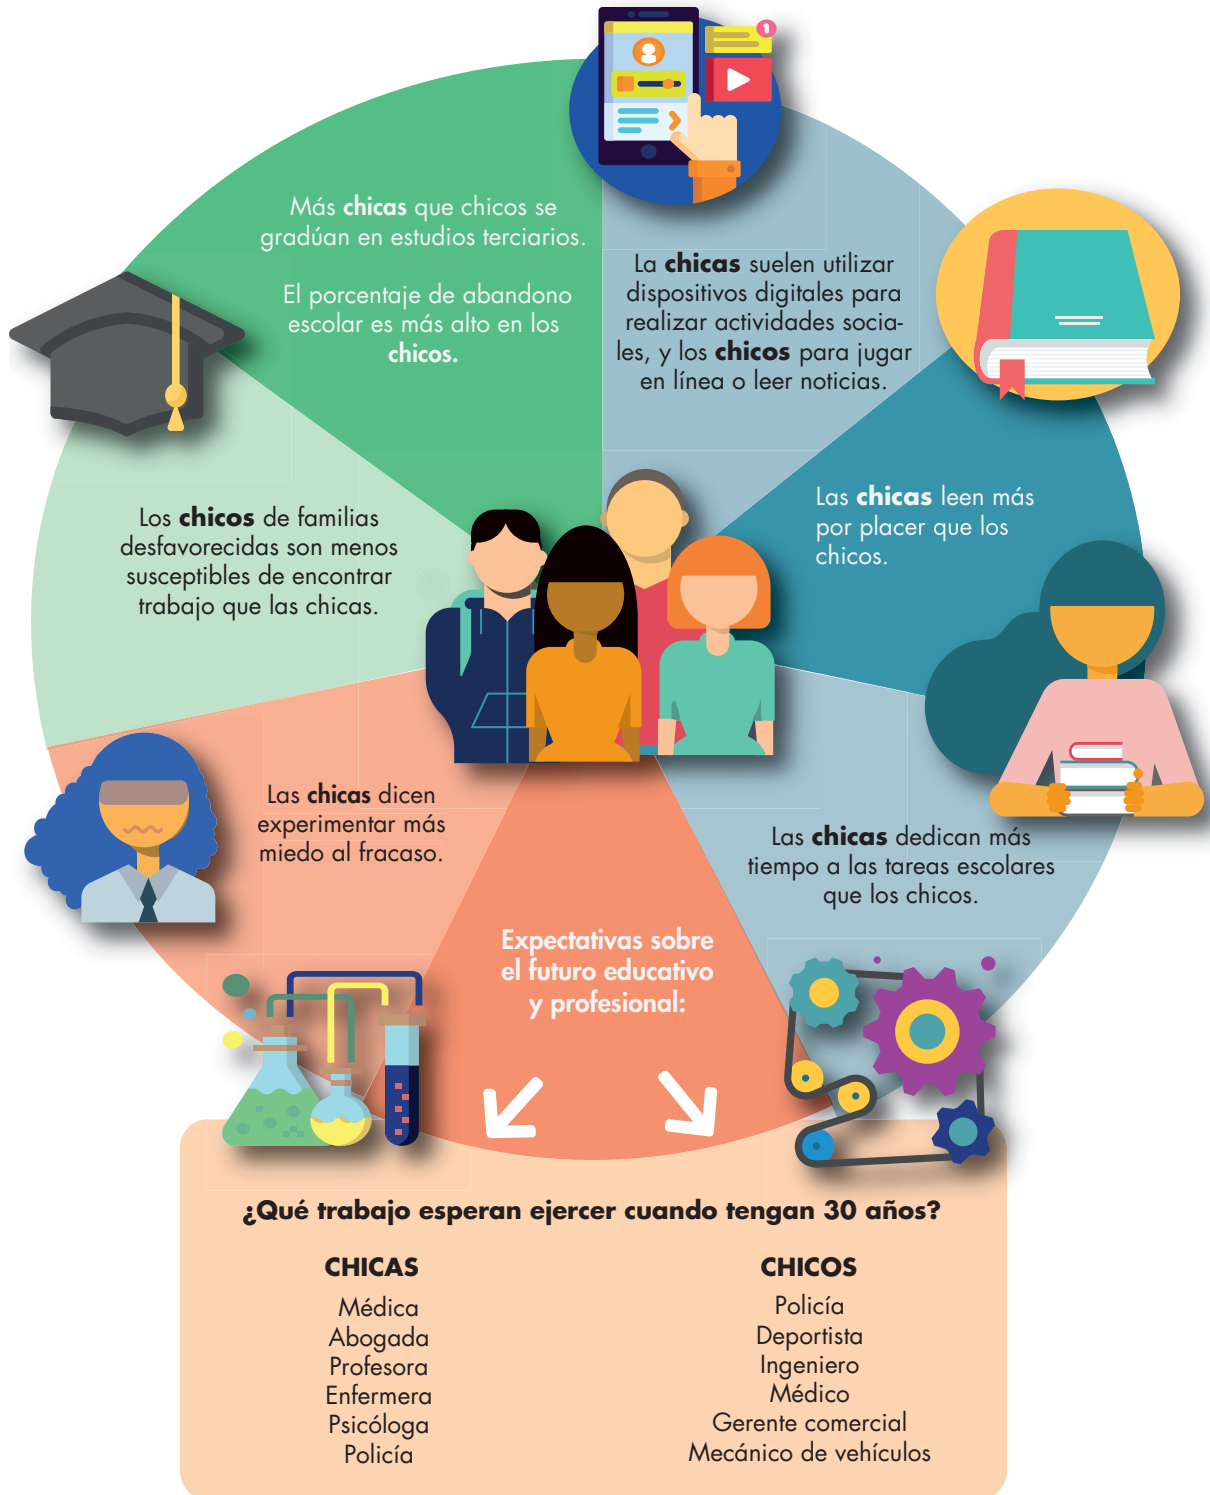 Más chicas que chicos se
gradúan en estudios terciarios.
El porcentaje de abandono
escolar es más alto en los
chicos.
1
La chicas suelen utilizar
dispositivos digitales para
realizar actividades socia-
les, y los chicos para jugar
en línea o leer noticias.
Las chicas leen más
por placer que los
chicos.
Los chicos de familias
desfavorecidas son menos
susceptibles de encontrar
trabajo que las chicas.
Las chicas dicen
experimentar más
miedo al fracaso.
Las chicas dedican más
tiempo a las tareas escolares
que los chicos.
Expectativas sobre
el futuro educativo
y profesional:
¿Qué trabajo esperan ejercer cuando tengan 30 años?
CHICAS
Médica
Abogada
Profesora
Enfermera
Psicóloga
Policía
CHICOS
Policía
Deportista
Ingeniero
Médico
Gerente comercial
Mecánico de vehículos